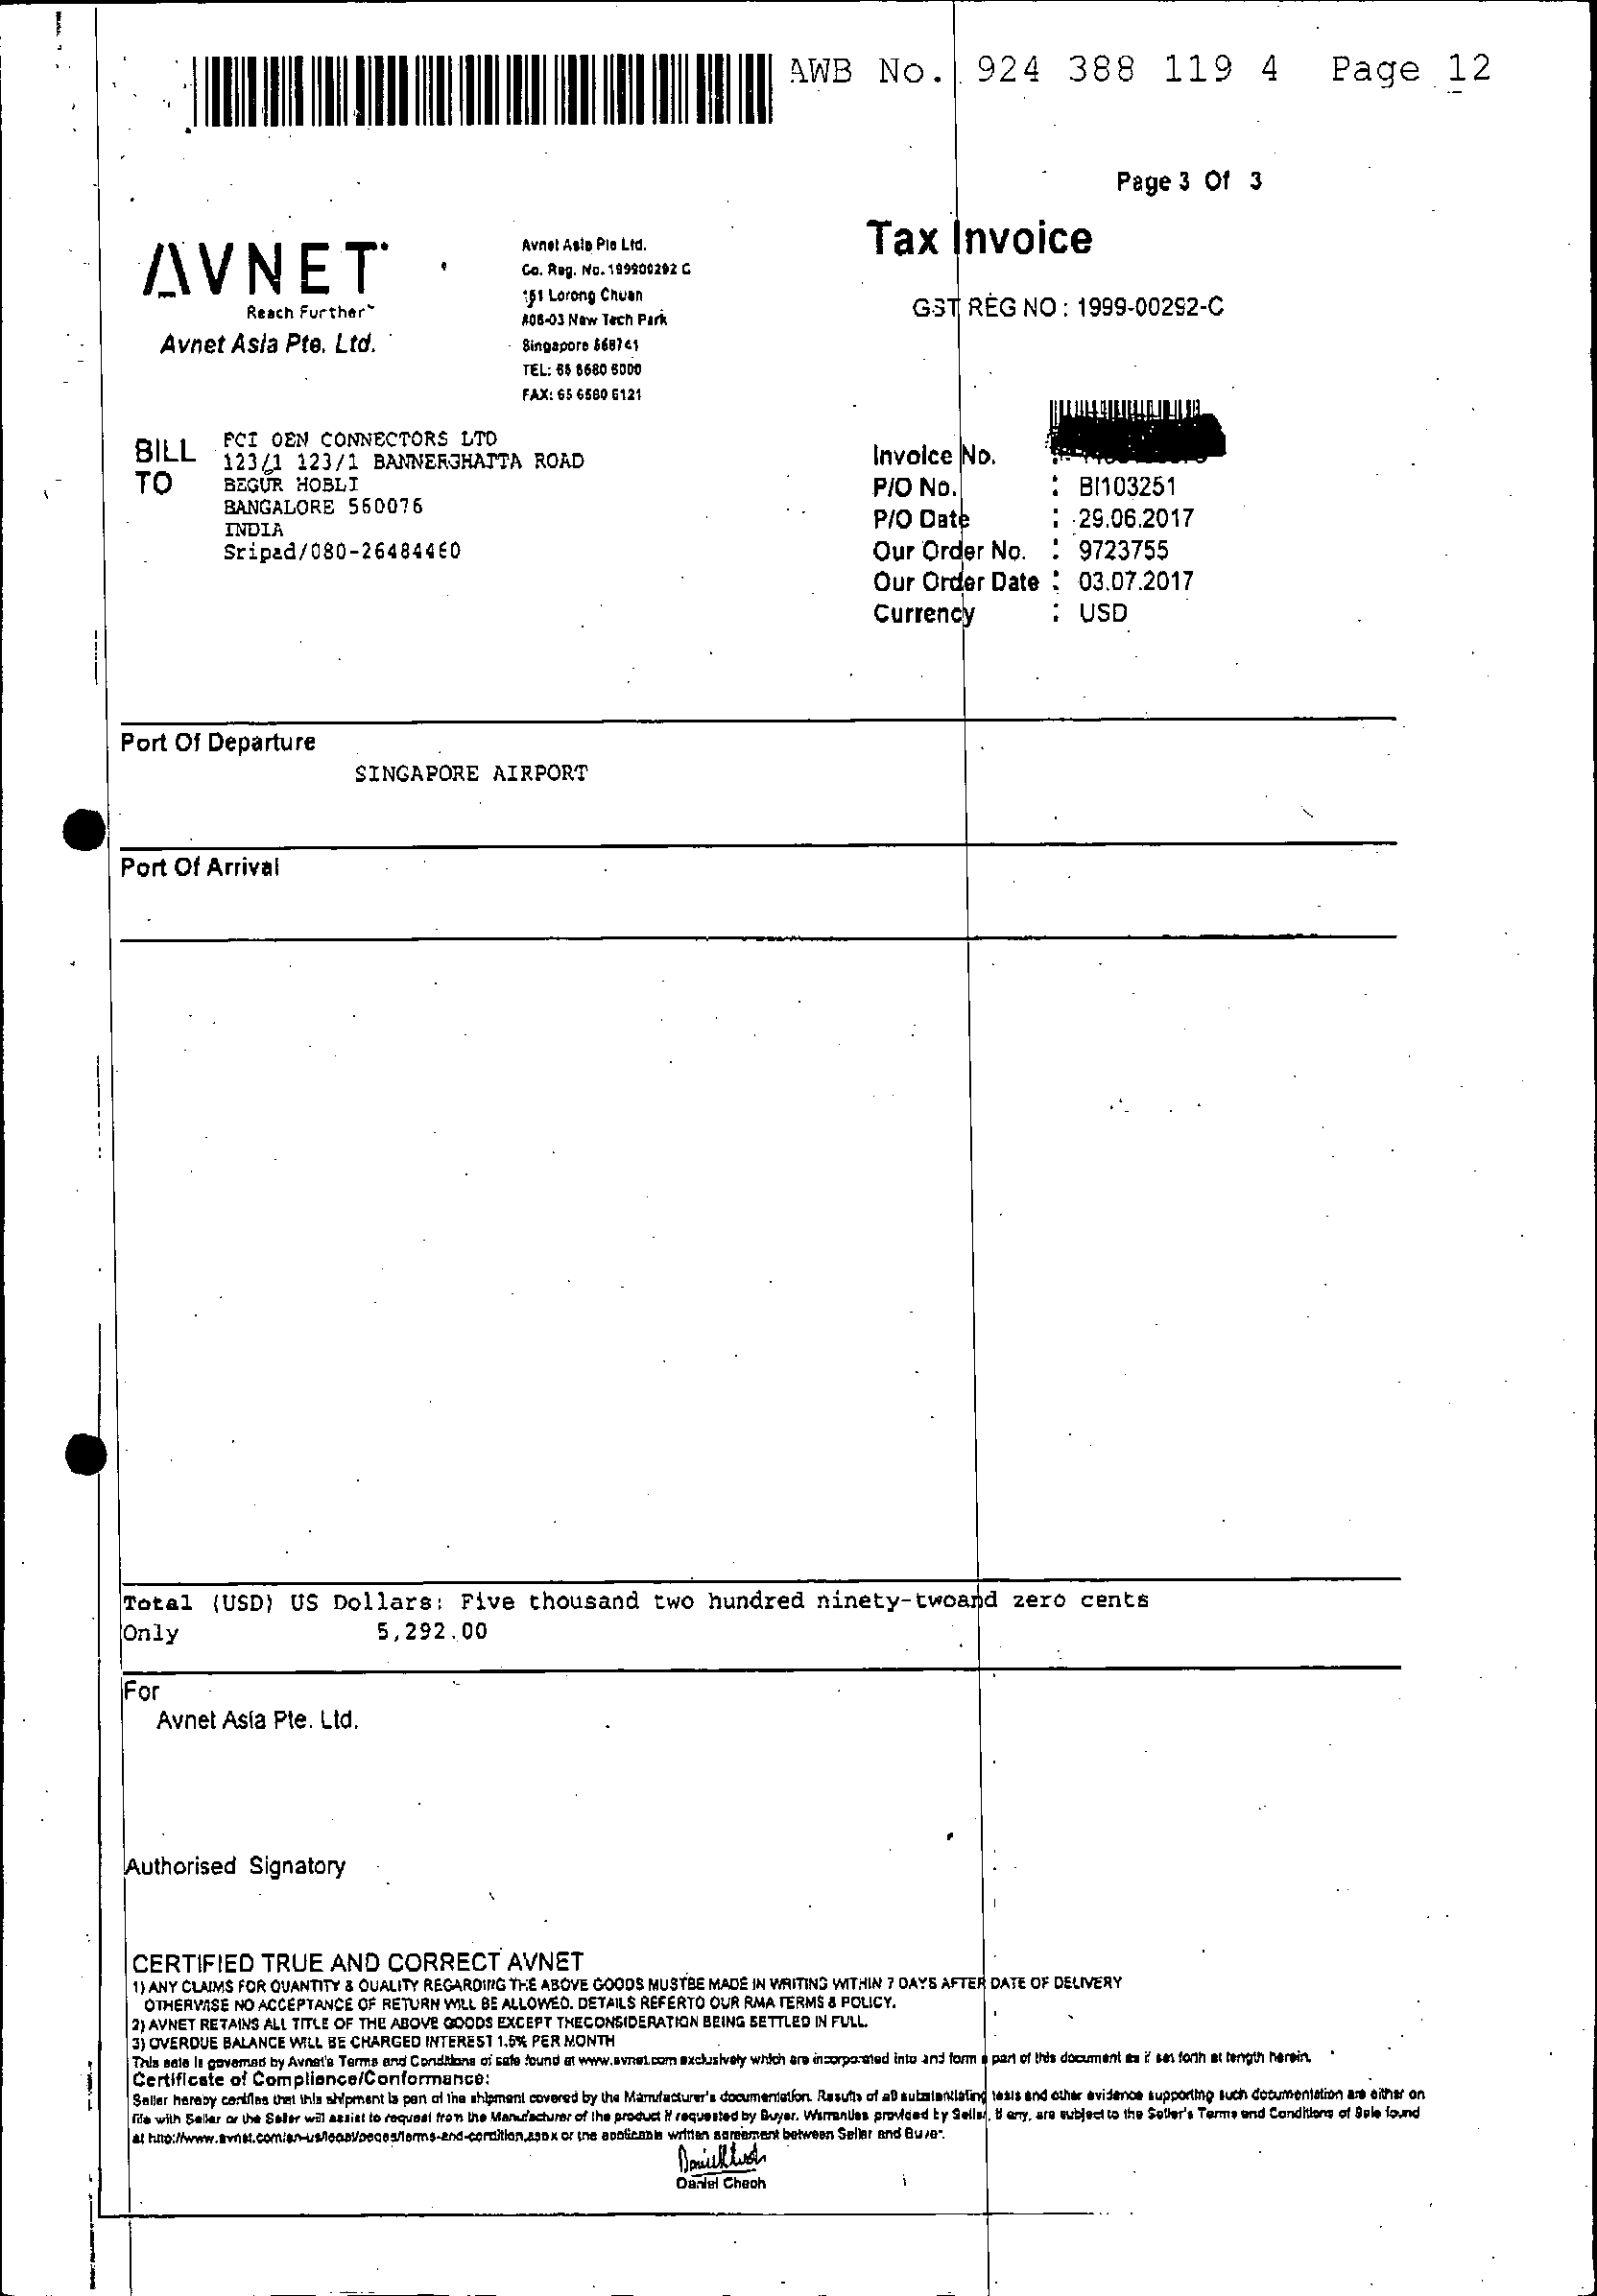 AWB No. 924 388 119 4 Page 12
Page 3 Of 3
Tax Invoice
GST REG NO : 1999-00292-C
AVNET
Reach Further™
Avnet Asia Pte. Ltd.
Avnet Asia Pte Ltd.
Co. Reg. No. 199900292 C
151 Lorong Chuan
#08-03 New Tech Park
Singapore 556741
TEL: 65 6580 6000
FAX: 65 6580 6121
BILL TO
FCI OEN CONNECTORS LTD
123/1 123/1 BANNERGHATTA ROAD
BEGUR HOBLI
BANGALORE 560076
INDIA
Sripad/080-26484460
Invoice No.
P/O No. : BI103251
P/O Date : 29.06.2017
Our Order No. : 9723755
Our Order Date : 03.07.2017
Currency : USD
Port Of Departure
SINGAPORE AIRPORT
Port Of Arrival
Total (USD) US Dollars: Five thousand two hundred ninety-twoand zero cents
Only 5,292.00
For
Avnet Asia Pte. Ltd.
Authorised Signatory
CERTIFIED TRUE AND CORRECT AVNET
1) ANY CLAIMS FOR QUANTITY & QUALITY REGARDING THE ABOVE GOODS MUSTBE MADE IN WRITING WITHIN 7 DAYS AFTER DATE OF DELIVERY
OTHERWISE NO ACCEPTANCE OF RETURN WILL BE ALLOWED. DETAILS REFERTO OUR RMA TERMS & POLICY.
2) AVNET RETAINS ALL TITLE OF THE ABOVE GOODS EXCEPT THECONSIDERATION BEING SETTLED IN FULL.
3) OVERDUE BALANCE WILL BE CHARGED INTEREST 1.5% PER MONTH
This sale is governed by Avnet's Terms and Conditions of sale found at www.avnet.com exclusively which are incorporated into and form a part of this document as if set forth at length herein.
Certificate of Compliance/Conformance:
Seller hereby certifies that this shipment is part of the shipment covered by the Manufacturer's documentation. Results of all substantiating tests and other evidence supporting such documentation are either on
file with Seller or the Seller will assist to request from the Manufacturer of the product if requested by Buyer. Warranties provided by Seller, if any, are subject to the Seller's Terms and Conditions of Sale found
at http://www.avnet.com/en-us/legal/pages/terms-and-condition.aspx or the applicable written agreement between Seller and Buyer.
Daniel Cheoh